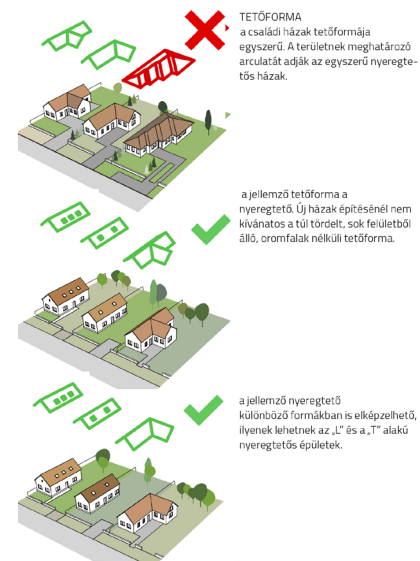 TETŐFORMA
a családi házak tetőformája
egyszerű. A területnek meghatározó
arculatát adják az egyszerű nyeregte-
tős házak.
a jellemző tetőforma a
nyeregtető. Új házak építésénél nem
kívánatos a túl tördelt, sok felületből
álló, oromfalak nélküli tetőforma.
a jellemző nyeregtető
különböző formákban is elképzelhető,
ilyenek lehetnek az „L” és a „T” alakú
nyeregtetős épületek.